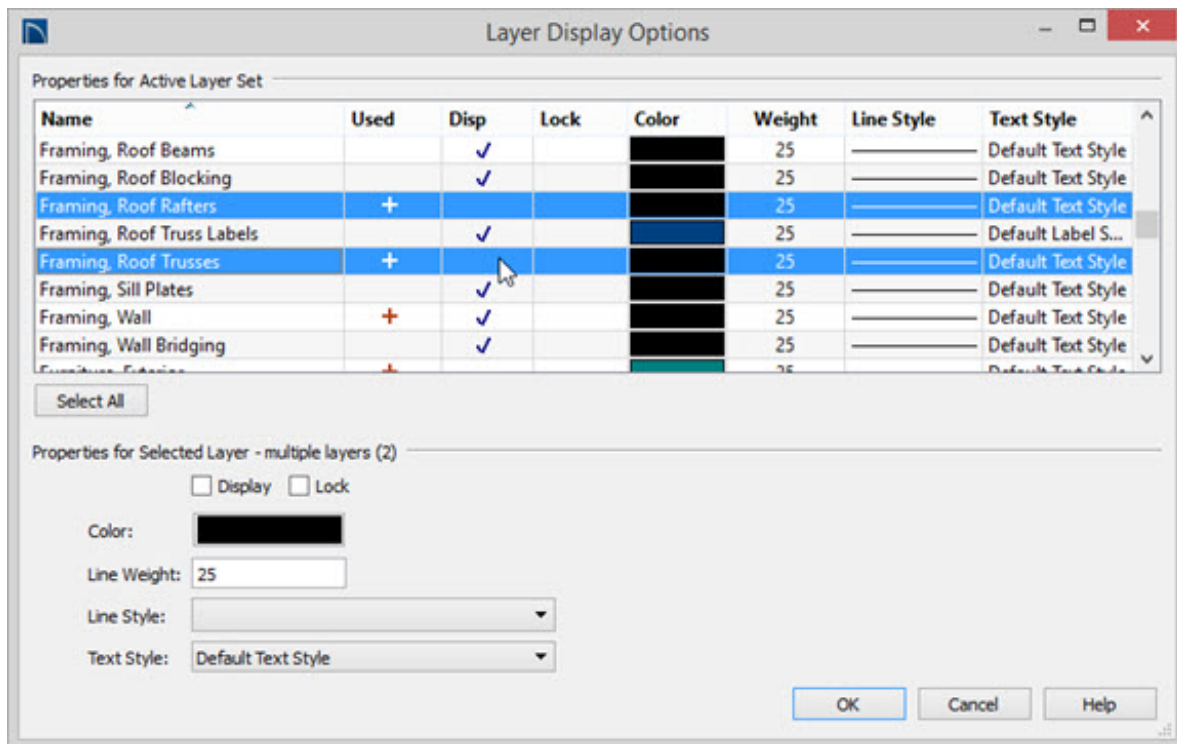 Layer Display Options
Properties for Active Layer Set
Name Used Disp Lock Color Weight Line Style Text Style
Framing, Roof Beams 25 Default Text Style
Framing, Roof Blocking 25 Default Text Style
Framing, Roof Rafters 25 Default Text Style
Framing, Roof Truss Labels 25 Default Label S...
Framing, Roof Trusses 25 Default Text Style
Framing, Sill Plates 25 Default Text Style
Framing, Wall 25 Default Text Style
Framing, Wall Bridging 25 Default Text Style
Select All
Properties for Selected Layer - multiple layers (2)
Display Lock
Color:
Line Weight: 25
Line Style:
Text Style: Default Text Style
OK Cancel Help